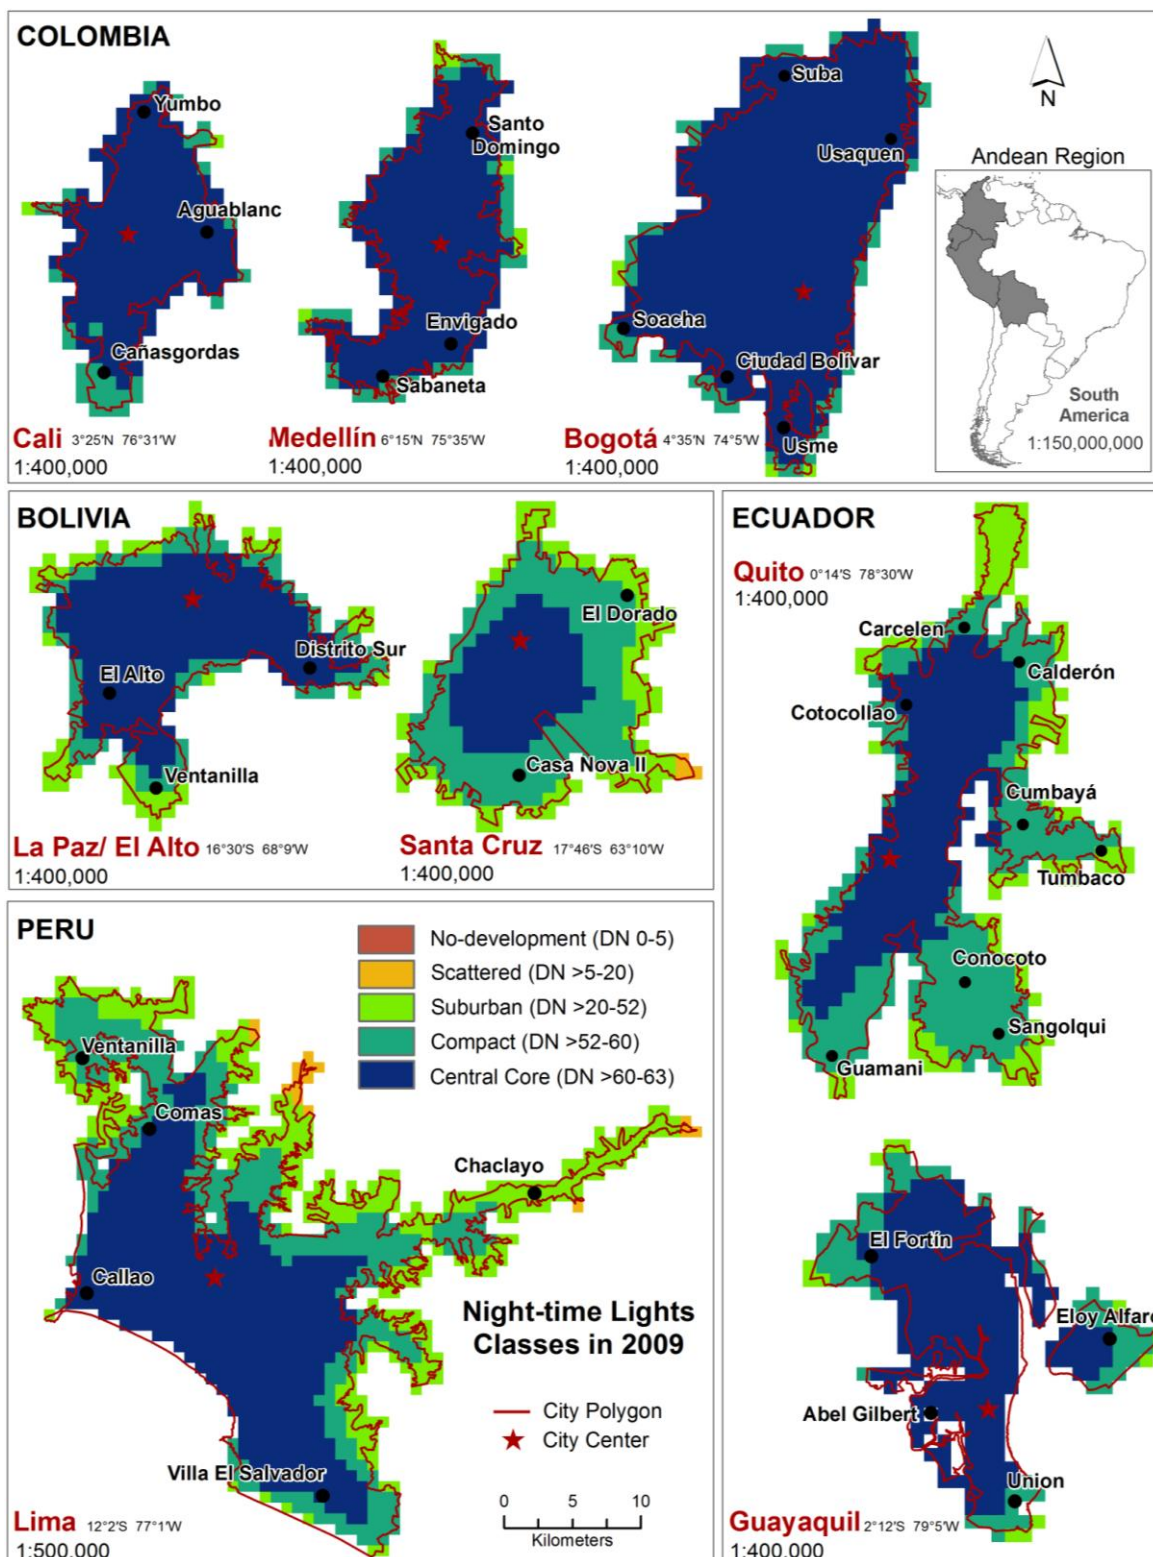 COLOMBIA
Yumbo
Aguablanc
Cañasgordas
Cali 3°25'N 76°31'W
1:400,000
Santo
Domingo
Envigado
Sabaneta
Medellín 6°15'N 75°35'W
1:400,000
Suba
Usaquen
Soacha
Ciudad Bolívar
Usme
Bogotá 4°35'N 74°5'W
1:400,000
N
Andean Region
South
America
1:150,000,000
BOLIVIA
Distrito Sur
El Alto
Ventanilla
La Paz/ El Alto 16°30'S 68°9'W
1:400,000
El Dorado
Casa Nova II
Santa Cruz 17°46'S 63°10'W
1:400,000
ECUADOR
Quito 0°14'S 78°30'W
1:400,000
Carcelen
Calderón
Cotocollao
Cumbayá
Tumbaco
Conocoto
Sangolqui
Guamani
El Fortín
Eloy Alfaro
Abel Gilbert
Union
Guayaquil 2°12'S 79°5'W
1:400,000
PERU
No-development (DN 0-5)
Scattered (DN >5-20)
Suburban (DN >20-52)
Compact (DN >52-60)
Central Core (DN >60-63)
Ventanilla
Comas
Chaclayo
Callao
Villa El Salvador
Night-time Lights
Classes in 2009
City Polygon
City Center
0 5 10
Kilometers
Lima 12°2'S 77°1'W
1:500,000